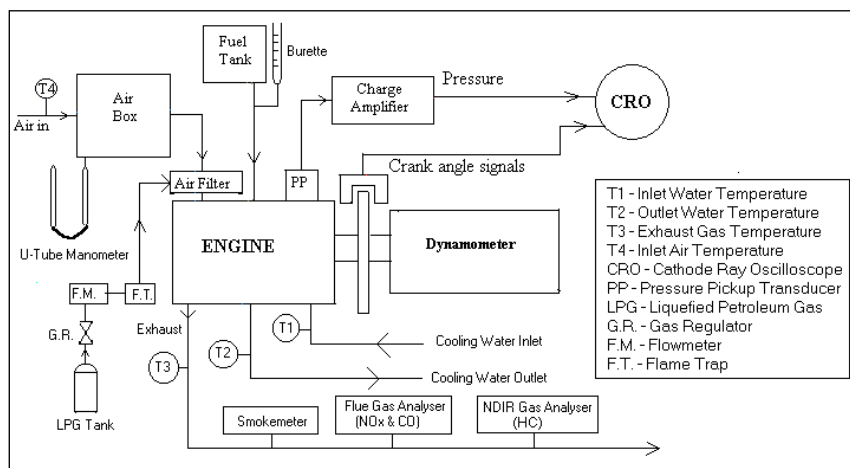 Fuel
Tank
Burette
T4
Air
Box
Air in
Charge
Amplifier
Pressure
CRO
Crank angle signals
Air Filter
PP
U-Tube Manometer
ENGINE
Dynamometer
F.M.
F.T.
G.R.
LPG Tank
Exhaust
T1
T2
T3
Cooling Water Inlet
Cooling Water Outlet
Smokemeter
Flue Gas Analyser
(NOx & CO)
NDIR Gas Analyser
(HC)
T1 - Inlet Water Temperature
T2 - Outlet Water Temperature
T3 - Exhaust Gas Temperature
T4 - Inlet Air Temperature
CRO - Cathode Ray Oscilloscope
PP - Pressure Pickup Transducer
LPG - Liquefied Petroleum Gas
G.R. - Gas Regulator
F.M. - Flowmeter
F.T. - Flame Trap